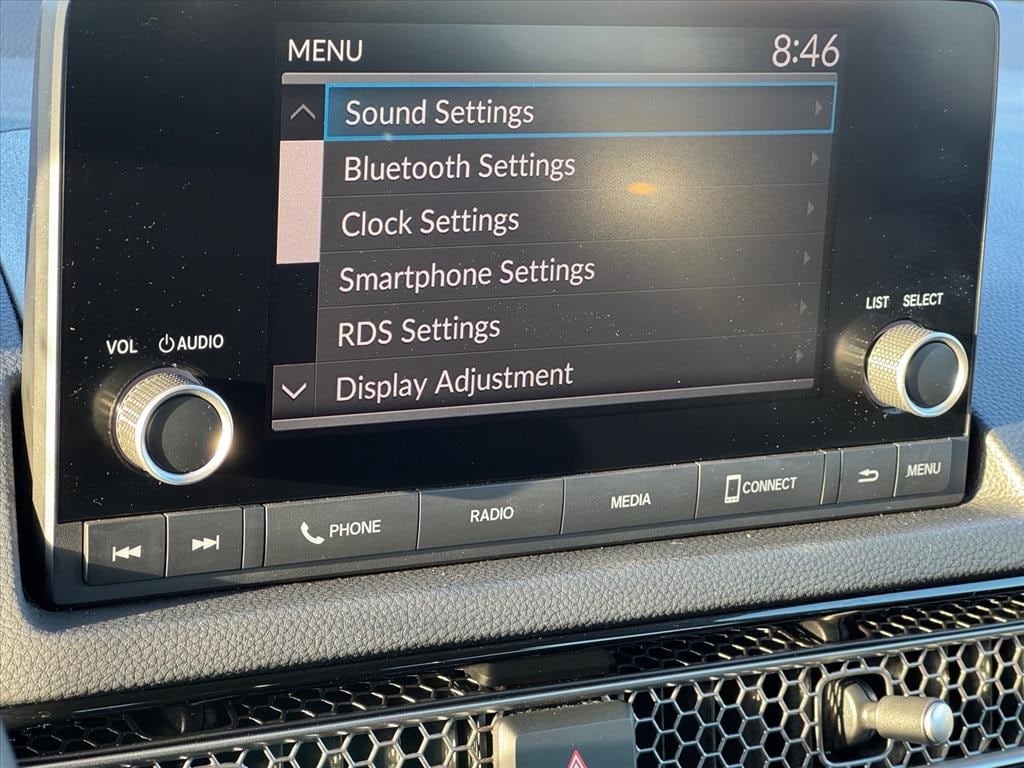 MENU 8:46
Sound Settings
Bluetooth Settings
Clock Settings
Smartphone Settings
RDS Settings
Display Adjustment
VOL AUDIO
LIST SELECT
PHONE RADIO MEDIA CONNECT MENU